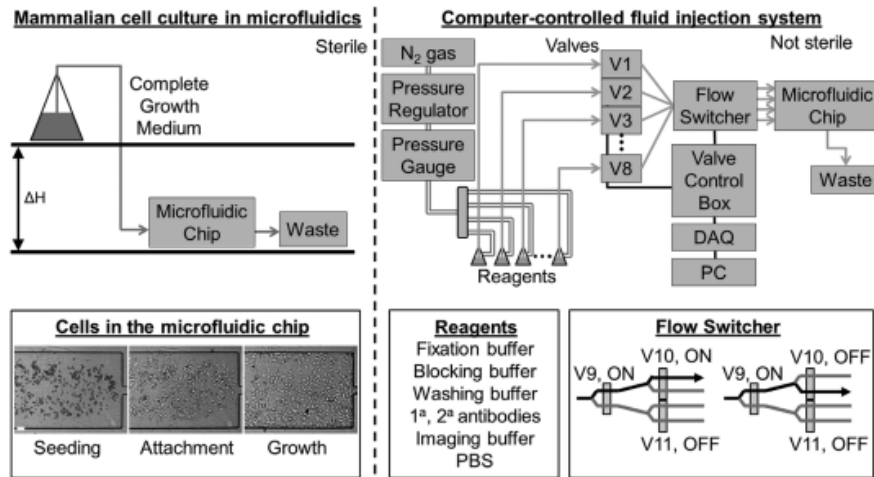 Mammalian cell culture in microfluidics
Sterile
Complete
Growth
Medium
ΔH
Microfluidic
Chip
Waste
Computer-controlled fluid injection system
Not sterile
N2 gas
Pressure
Regulator
Pressure
Gauge
Valves
V1
V2
V3
V8
Flow
Switcher
Microfluidic
Chip
Waste
Valve
Control
Box
DAQ
PC
Reagents
Cells in the microfluidic chip
Seeding
Attachment
Growth
Reagents
Fixation buffer
Blocking buffer
Washing buffer
1ª, 2ª antibodies
Imaging buffer
PBS
Flow Switcher
V9, ON
V10, ON
V11, OFF
V9, ON
V10, OFF
V11, OFF